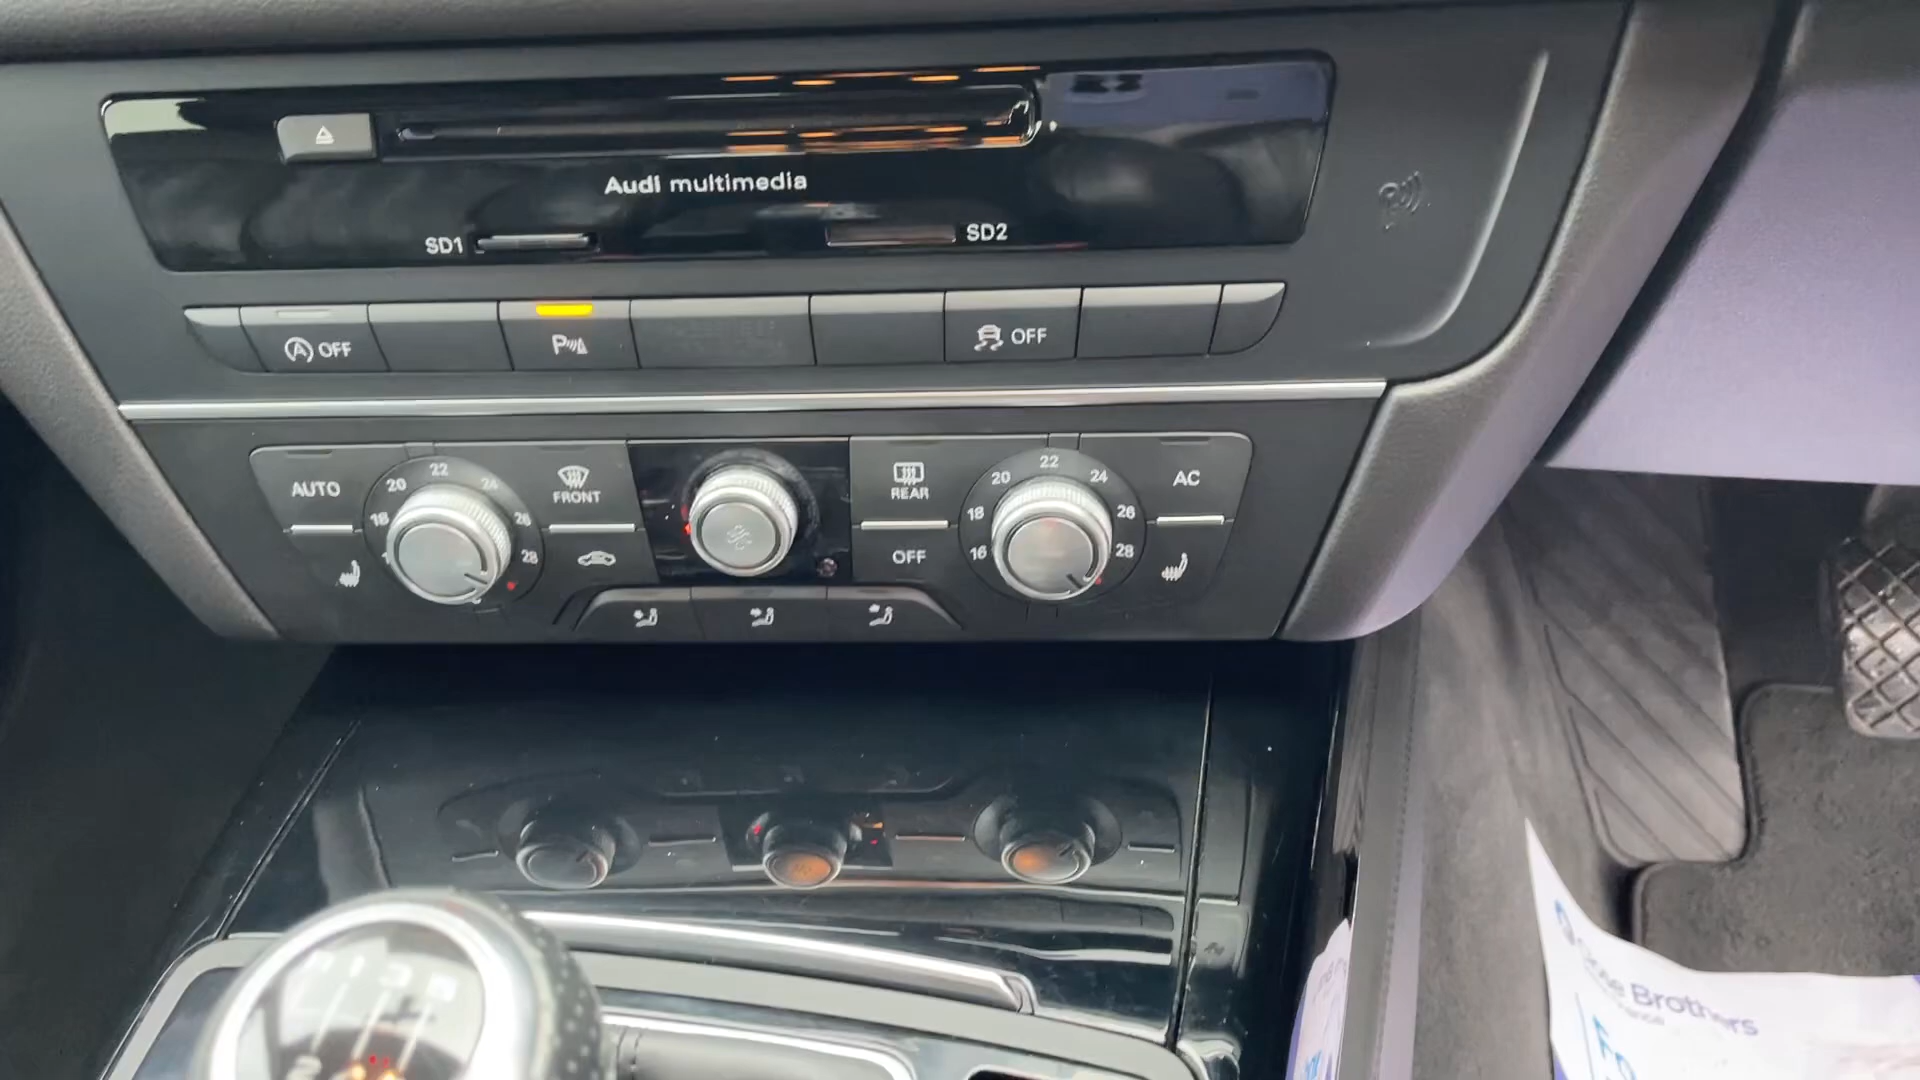 Audi multimedia
SD1
SD2
A OFF
P
OFF
AUTO
18
20
22
24
26
28
FRONT
REAR
OFF
16
18
20
22
24
26
28
AC
Brothers